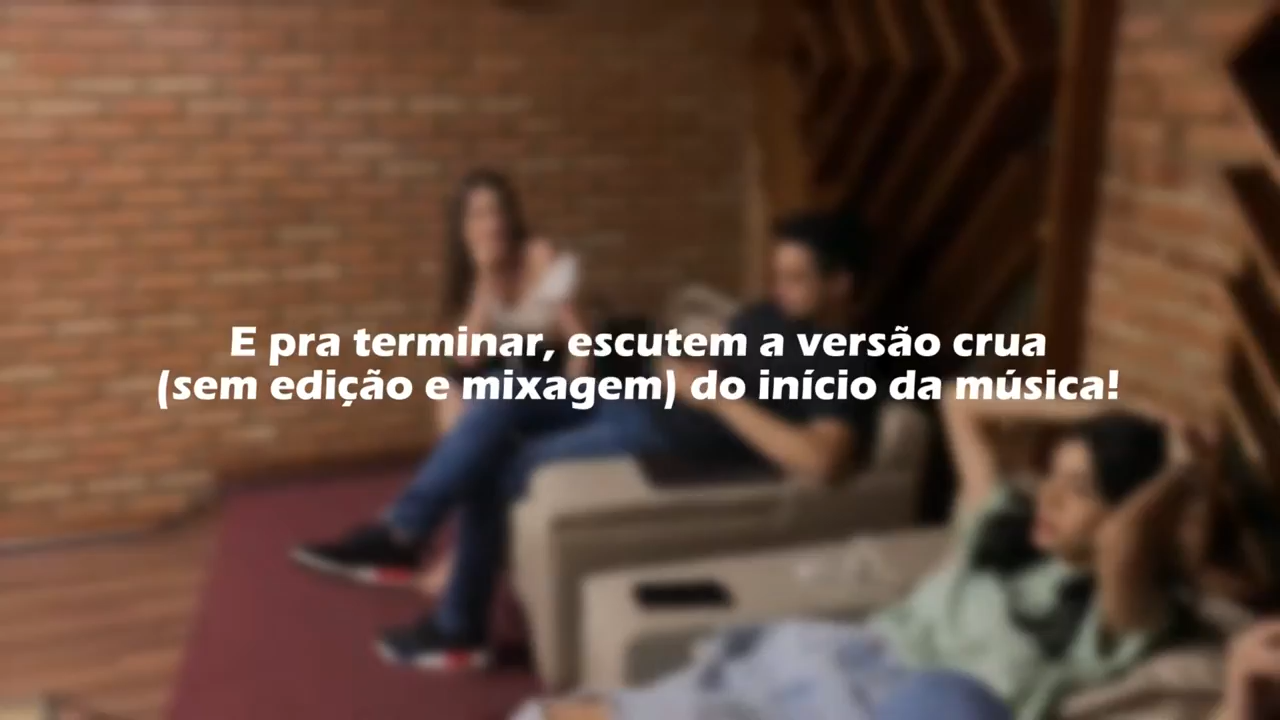 E pra terminar, escutem a versão crua
(sem edição e mixagem) do início da música!